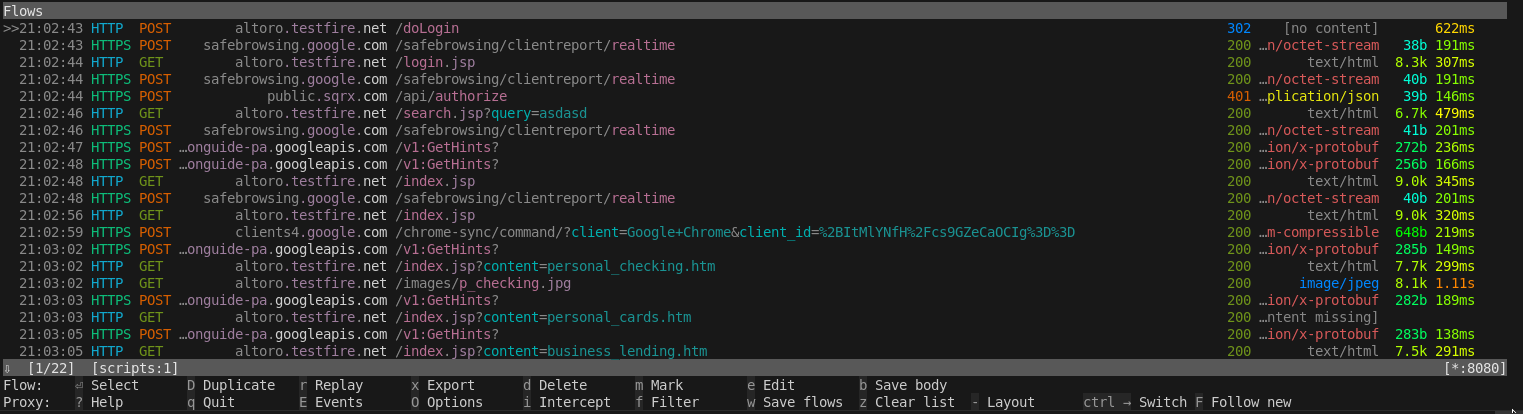 Flows
>>21:02:43 HTTP POST altoro.testfire.net /doLogin 302 [no content] 622ms
21:02:43 HTTPS POST safebrowsing.google.com /safebrowsing/clientreport/realtime 200 …n/octet-stream 38b 191ms
21:02:44 HTTP GET altoro.testfire.net /login.jsp 200 text/html 8.3k 307ms
21:02:44 HTTPS POST safebrowsing.google.com /safebrowsing/clientreport/realtime 200 …n/octet-stream 40b 191ms
21:02:44 HTTPS POST public.sqrx.com /api/authorize 401 …plication/json 39b 146ms
21:02:46 HTTP GET altoro.testfire.net /search.jsp?query=asdasd 200 text/html 6.7k 479ms
21:02:46 HTTPS POST safebrowsing.google.com /safebrowsing/clientreport/realtime 200 …n/octet-stream 41b 201ms
21:02:47 HTTPS POST …onguide-pa.googleapis.com /v1:GetHints? 200 …ion/x-protobuf 272b 236ms
21:02:48 HTTPS POST …onguide-pa.googleapis.com /v1:GetHints? 200 …ion/x-protobuf 256b 166ms
21:02:48 HTTP GET altoro.testfire.net /index.jsp 200 text/html 9.0k 345ms
21:02:48 HTTPS POST safebrowsing.google.com /safebrowsing/clientreport/realtime 200 …n/octet-stream 40b 201ms
21:02:56 HTTP GET altoro.testfire.net /index.jsp 200 text/html 9.0k 320ms
21:02:59 HTTPS POST clients4.google.com /chrome-sync/command/?client=Google+Chrome&client_id=%2BItMlYNfH%2Fcs9GZeCaOCIg%3D%3D 200 …m-compressible 648b 219ms
21:03:02 HTTPS POST …onguide-pa.googleapis.com /v1:GetHints? 200 …ion/x-protobuf 285b 149ms
21:03:02 HTTP GET altoro.testfire.net /index.jsp?content=personal_checking.htm 200 text/html 7.7k 299ms
21:03:02 HTTP GET altoro.testfire.net /images/p_checking.jpg 200 image/jpeg 8.1k 1.11s
21:03:03 HTTPS POST …onguide-pa.googleapis.com /v1:GetHints? 200 …ion/x-protobuf 282b 189ms
21:03:03 HTTP GET altoro.testfire.net /index.jsp?content=personal_cards.htm 200 …ntent missing]
21:03:05 HTTPS POST …onguide-pa.googleapis.com /v1:GetHints? 200 …ion/x-protobuf 283b 138ms
21:03:05 HTTP GET altoro.testfire.net /index.jsp?content=business_lending.htm 200 text/html 7.5k 291ms
⇩ [1/22] [scripts:1] [*:8080]
Flow: ⏎ Select D Duplicate r Replay x Export d Delete m Mark e Edit b Save body
Proxy: ? Help q Quit E Events O Options i Intercept f Filter w Save flows z Clear list - Layout ctrl → Switch F Follow new